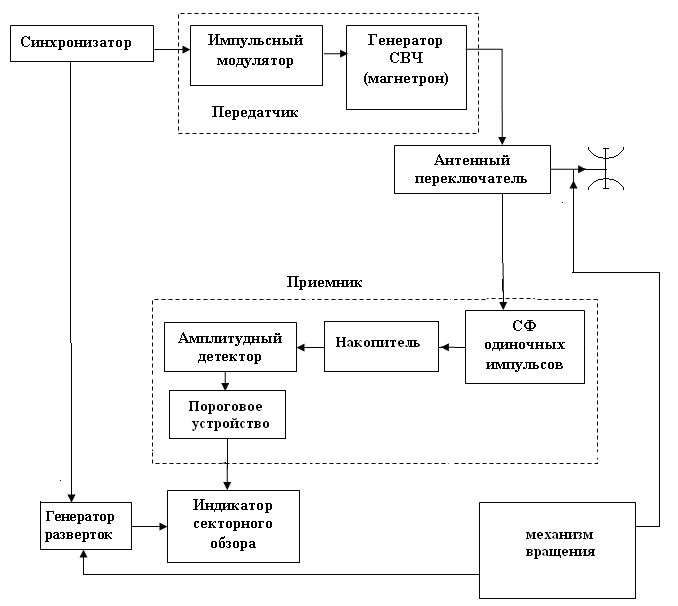 Синхронизатор
Импульсный
модулятор
Генератор
СВЧ
(магнетрон)
Передатчик
Антенный
переключатель
Приемник
СФ
одиночных
импульсов
Накопитель
Амплитудный
детектор
Пороговое
устройство
Индикатор
секторного
обзора
Генератор
разверток
механизм
вращения